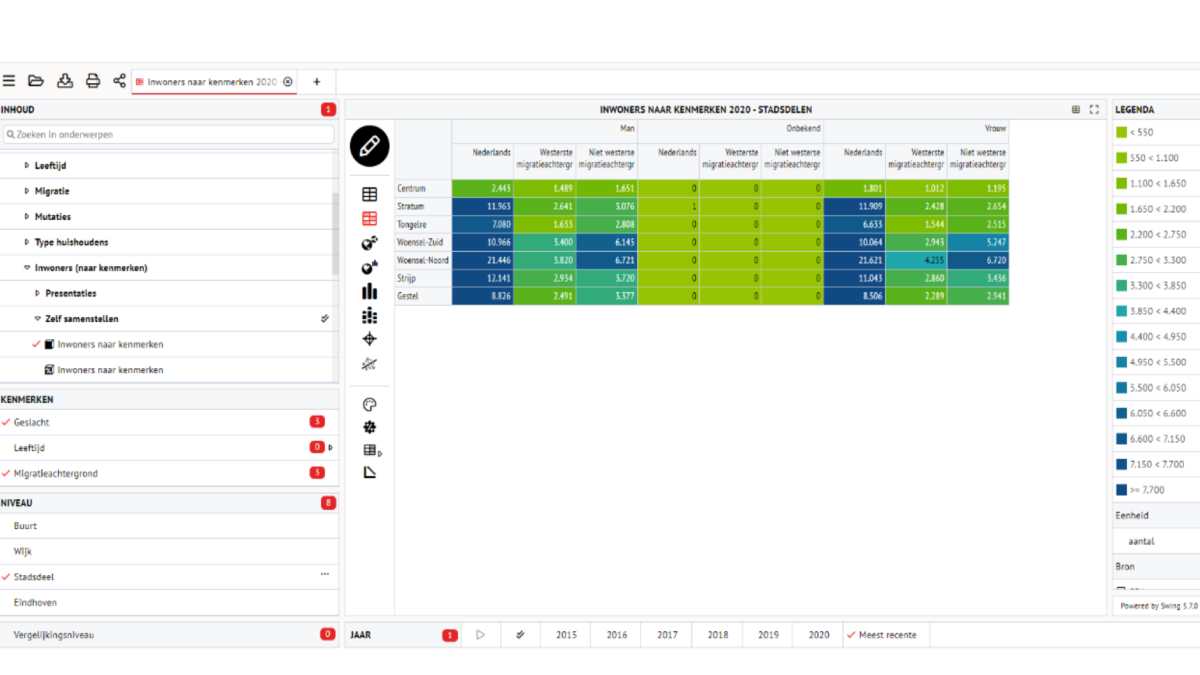 Inwoners naar kenmerken 2020
+
INHOUD 1
Zoeken in onderwerpen
Leeftijd
Migratie
Mutaties
Type huishoudens
Inwoners (naar kenmerken)
Presentaties
Zelf samenstellen
Inwoners naar kenmerken
Inwoners naar kenmerken
KENMERKEN
Geslacht 3
Leeftijd 0
Migratieachtergrond 3
NIVEAU 8
Buurt
Wijk
Stadsdeel ...
Eindhoven
Vergelijkingsniveau 0
INWONERS NAAR KENMERKEN 2020 - STADSDELEN
Man Onbekend Vrouw
Nederlands Westerste migratieachtergr Niet westerse migratieachtergr Nederlands Westerste migratieachtergr Niet westerse migratieachtergr Nederlands Westerste migratieachtergr Niet westerse migratieachtergr
Centrum 2.443 1.489 1.651 0 0 0 1.801 1.012 1.195
Stratum 11.963 2.641 3.076 1 0 0 11.909 2.428 2.654
Tongelre 7.080 1.653 2.808 0 0 0 6.633 1.544 2.515
Woensel-Zuid 10.966 3.400 6.145 0 0 0 10.064 2.943 5.247
Woensel-Noord 21.446 3.820 6.721 0 0 0 21.621 4.255 6.720
Strijp 12.141 2.934 3.720 0 0 0 11.043 2.860 3.436
Gestel 8.826 2.491 3.377 0 0 0 8.506 2.289 2.941
JAAR 1 2015 2016 2017 2018 2019 2020 Meest recente
LEGENDA
< 550
550 < 1.100
1.100 < 1.650
1.650 < 2.200
2.200 < 2.750
2.750 < 3.300
3.300 < 3.850
3.850 < 4.400
4.400 < 4.950
4.950 < 5.500
5.500 < 6.050
6.050 < 6.600
6.600 < 7.150
7.150 < 7.700
>= 7.700
Eenheid
aantal
Bron
Powered by Swing 5.7.0